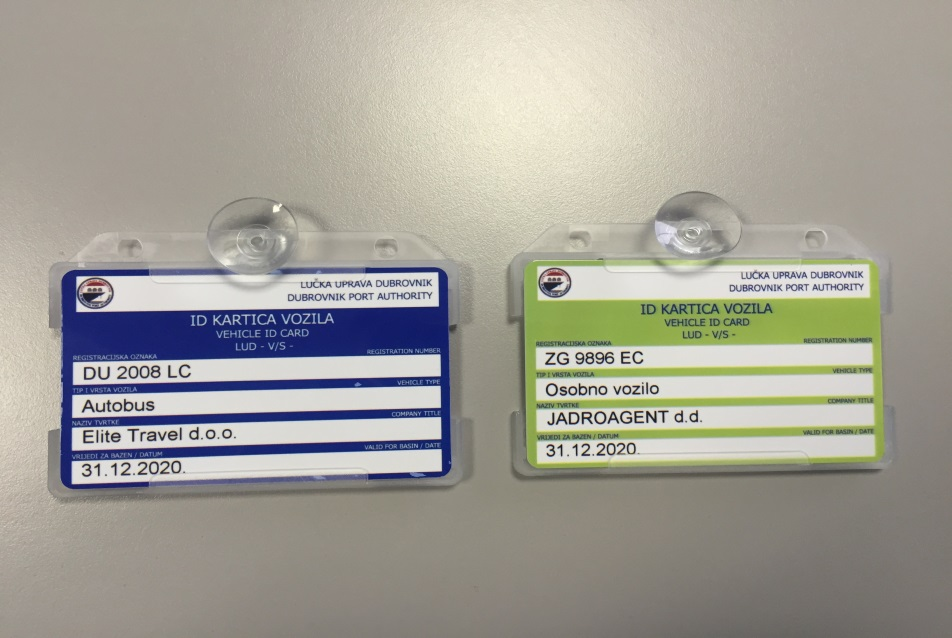 LUČKA UPRAVA DUBROVNIK
DUBROVNIK PORT AUTHORITY
ID KARTICA VOZILA
VEHICLE ID CARD
LUD - V/S -
REGISTRACIJSKA OZNAKA REGISTRATION NUMBER
DU 2008 LC
TIP I VRSTA VOZILA VEHICLE TYPE
Autobus
NAZIV TVRTKE COMPANY TITLE
Elite Travel d.o.o.
VRIJEDI ZA BAZEN / DATUM VALID FOR BASIN / DATE
31.12.2020.
LUČKA UPRAVA DUBROVNIK
DUBROVNIK PORT AUTHORITY
ID KARTICA VOZILA
VEHICLE ID CARD
LUD - V/S -
REGISTRACIJSKA OZNAKA REGISTRATION NUMBER
ZG 9896 EC
TIP I VRSTA VOZILA VEHICLE TYPE
Osobno vozilo
NAZIV TVRTKE COMPANY TITLE
JADROAGENT d.d.
VRIJEDI ZA BAZEN / DATUM VALID FOR BASIN / DATE
31.12.2020.